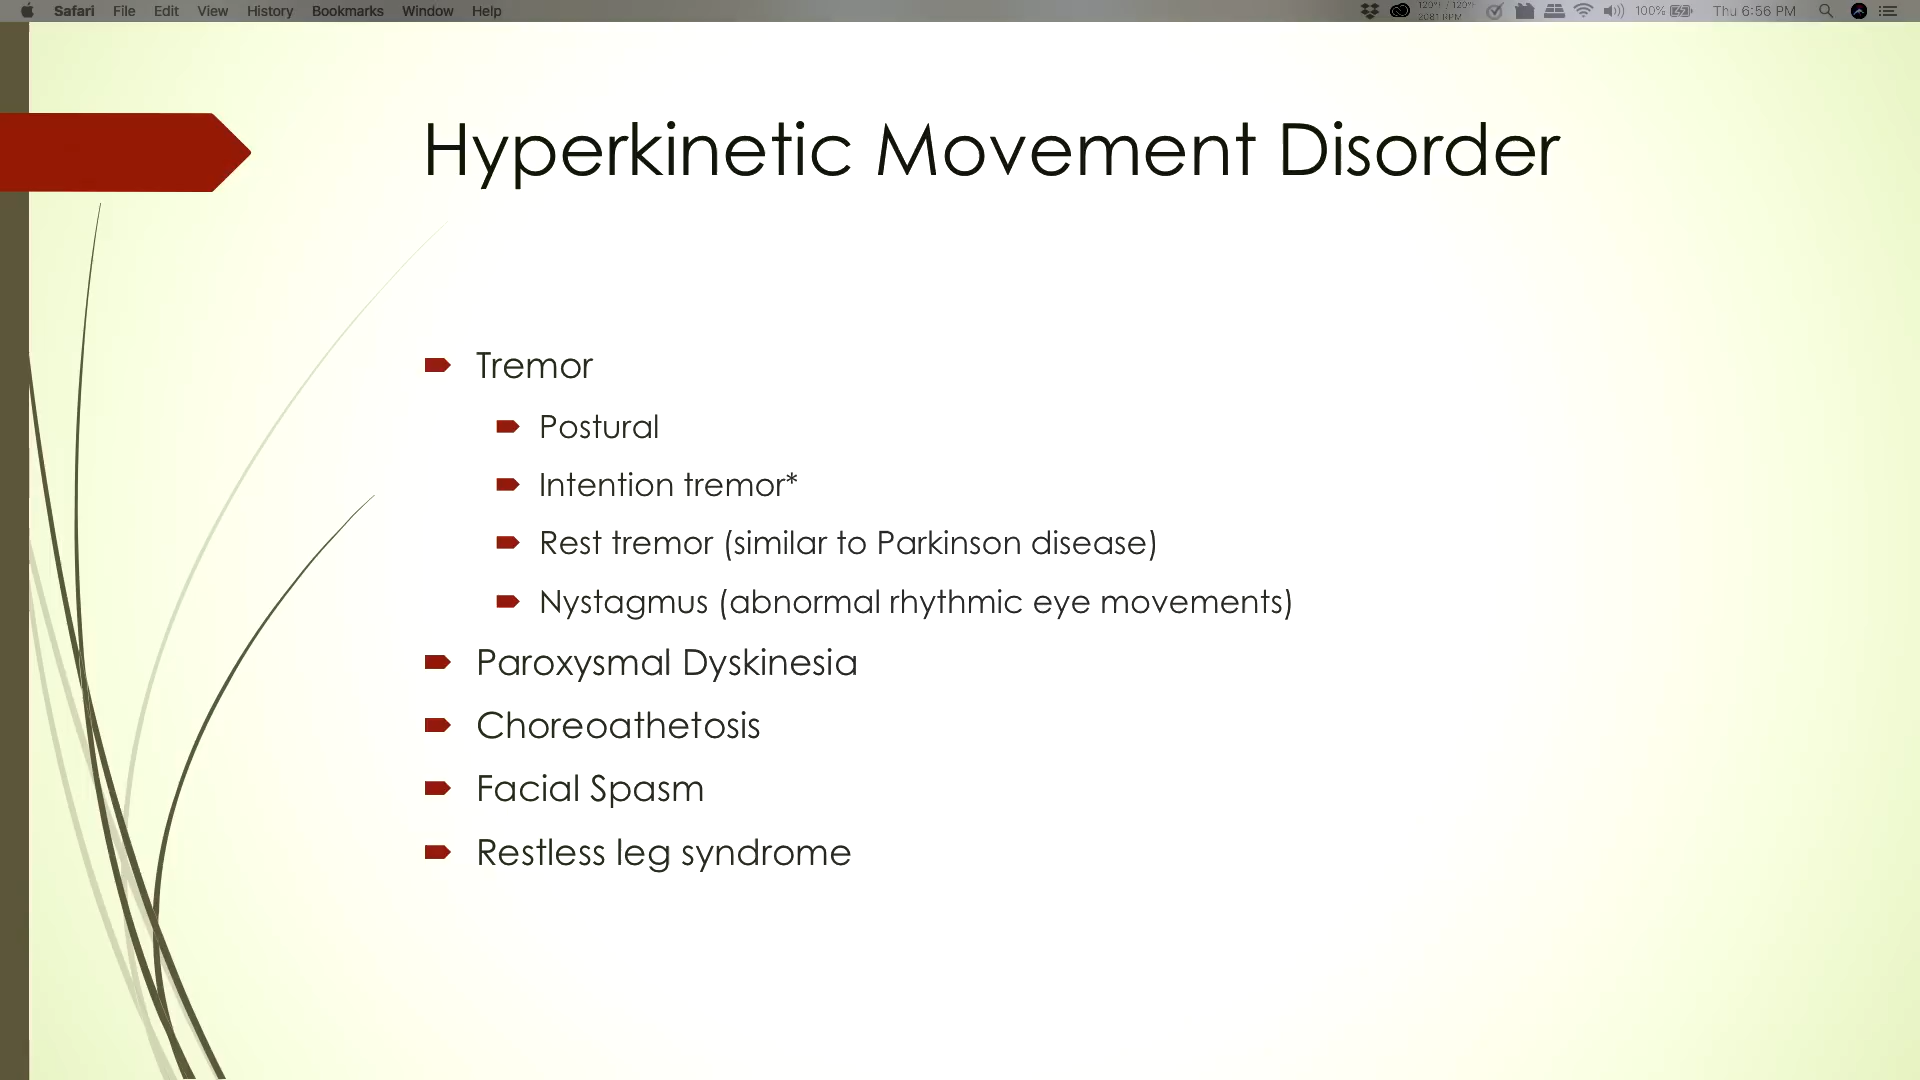 Safari File Edit View History Bookmarks Window Help 100% Thu 6:56 PM
Hyperkinetic Movement Disorder
Tremor
Postural
Intention tremor*
Rest tremor (similar to Parkinson disease)
Nystagmus (abnormal rhythmic eye movements)
Paroxysmal Dyskinesia
Choreoathetosis
Facial Spasm
Restless leg syndrome